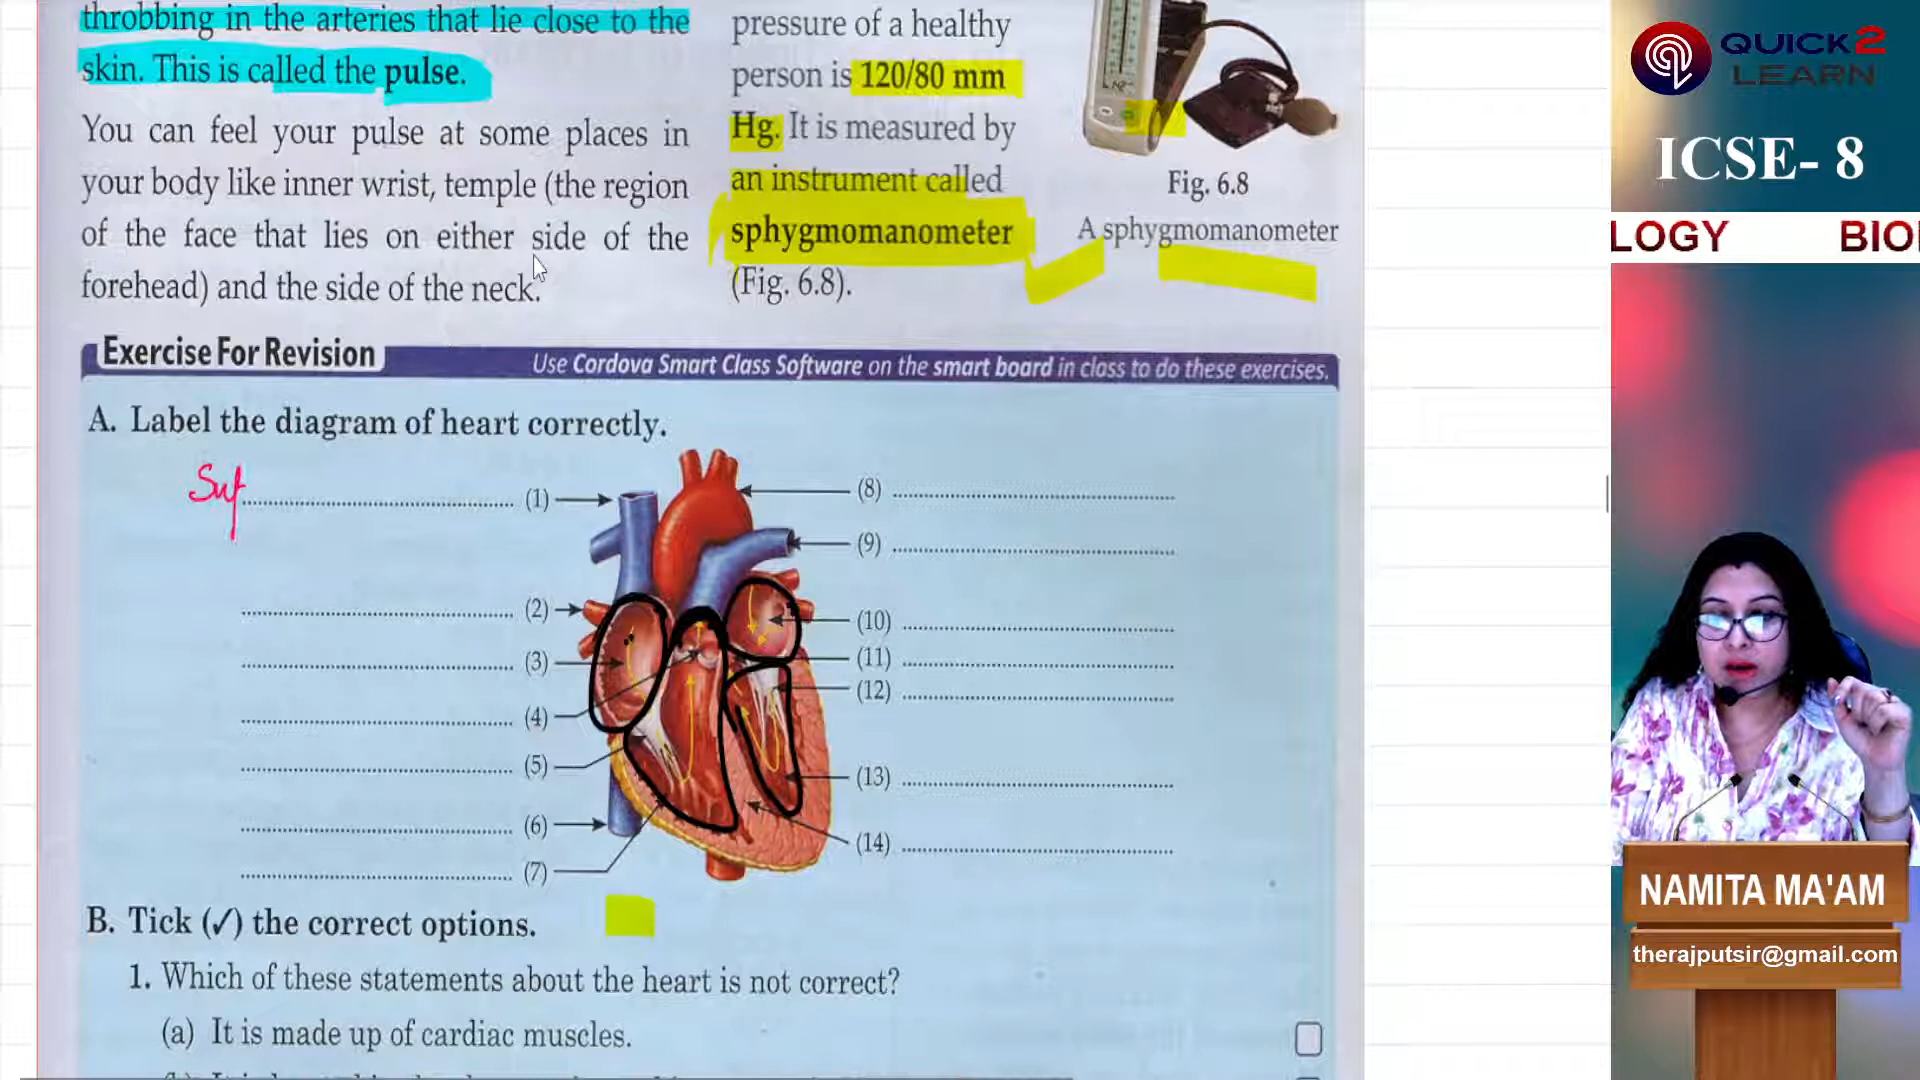 throbbing in the arteries that lie close to the
skin. This is called the pulse.
You can feel your pulse at some places in
your body like inner wrist, temple (the region
of the face that lies on either side of the
forehead) and the side of the neck.
pressure of a healthy
person is 120/80 mm
Hg. It is measured by
an instrument called
sphygmomanometer
(Fig. 6.8).
Fig. 6.8
A sphygmomanometer
Exercise For Revision
Use Cordova Smart Class Software on the smart board in class to do these exercises.
A. Label the diagram of heart correctly.
Suf
(1)
(2)
(3)
(4)
(5)
(6)
(7)
(8)
(9)
(10)
(11)
(12)
(13)
(14)
B. Tick (✓) the correct options.
1. Which of these statements about the heart is not correct?
(a) It is made up of cardiac muscles.
QUICK2
LEARN
ICSE- 8
LOGY BIO
NAMITA MA'AM
therajputsir@gmail.com